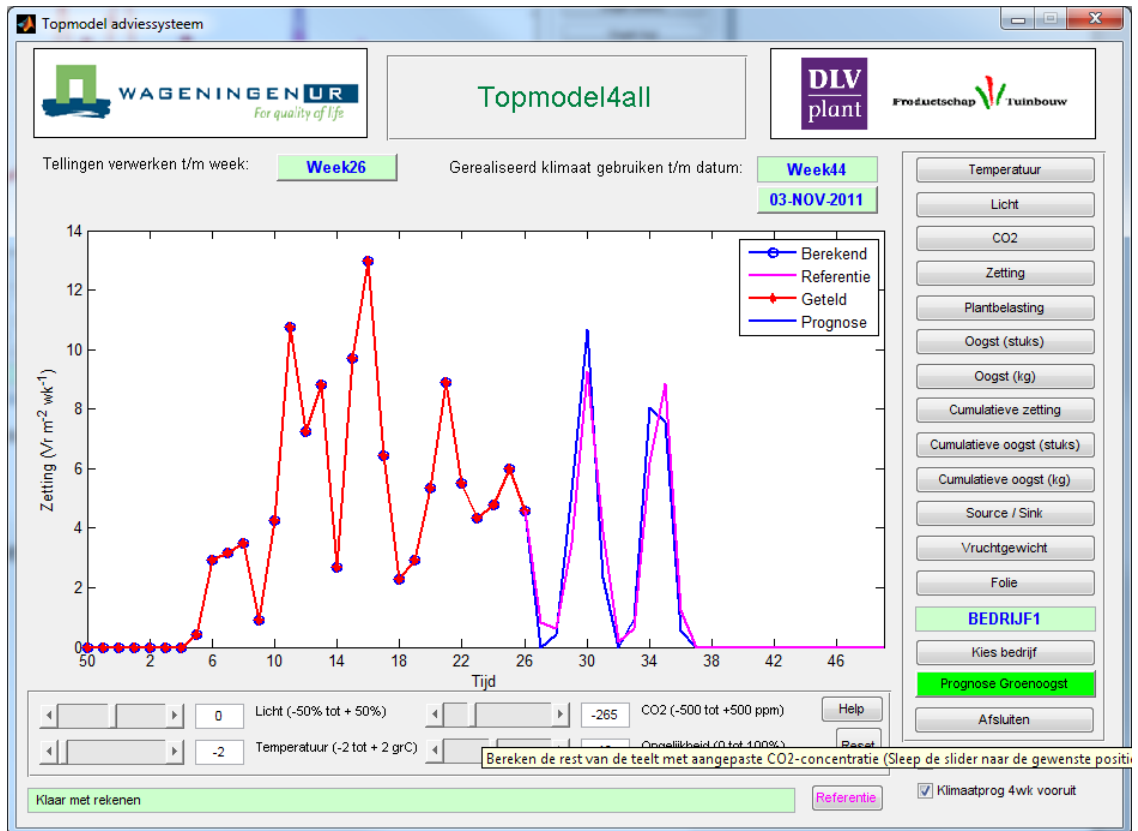 Topmodel adviessysteem
WAGENINGEN UR
For quality of life
Topmodel4all
DLV
plant
Productschap Tuinbouw
Tellingen verwerken t/m week:
Week26
Gerealiseerd klimaat gebruiken t/m datum:
Week44
03-NOV-2011
Temperatuur
Licht
CO2
Zetting
Plantbelasting
Oogst (stuks)
Oogst (kg)
Cumulatieve zetting
Cumulatieve oogst (stuks)
Cumulatieve oogst (kg)
Source / Sink
Vruchtgewicht
Folie
BEDRIJF1
Kies bedrijf
Prognose Groenoogst
Afsluiten
Klimaatprog 4wk vooruit
Berekend
Referentie
Geteld
Prognose
14
12
10
8
6
4
2
0
Zetting (Vr m-2 wk-1)
50 2 6 10 14 18 22 26 30 34 38 42 46
Tijd
0
Licht (-50% tot + 50%)
-265
CO2 (-500 tot +500 ppm)
Help
-2
Temperatuur (-2 tot + 2 grC)
Ongelijkheid (0 tot 100%)
Reset
Bereken de rest van de teelt met aangepaste CO2-concentratie (Sleep de slider naar de gewenste positi
Klaar met rekenen
Referentie